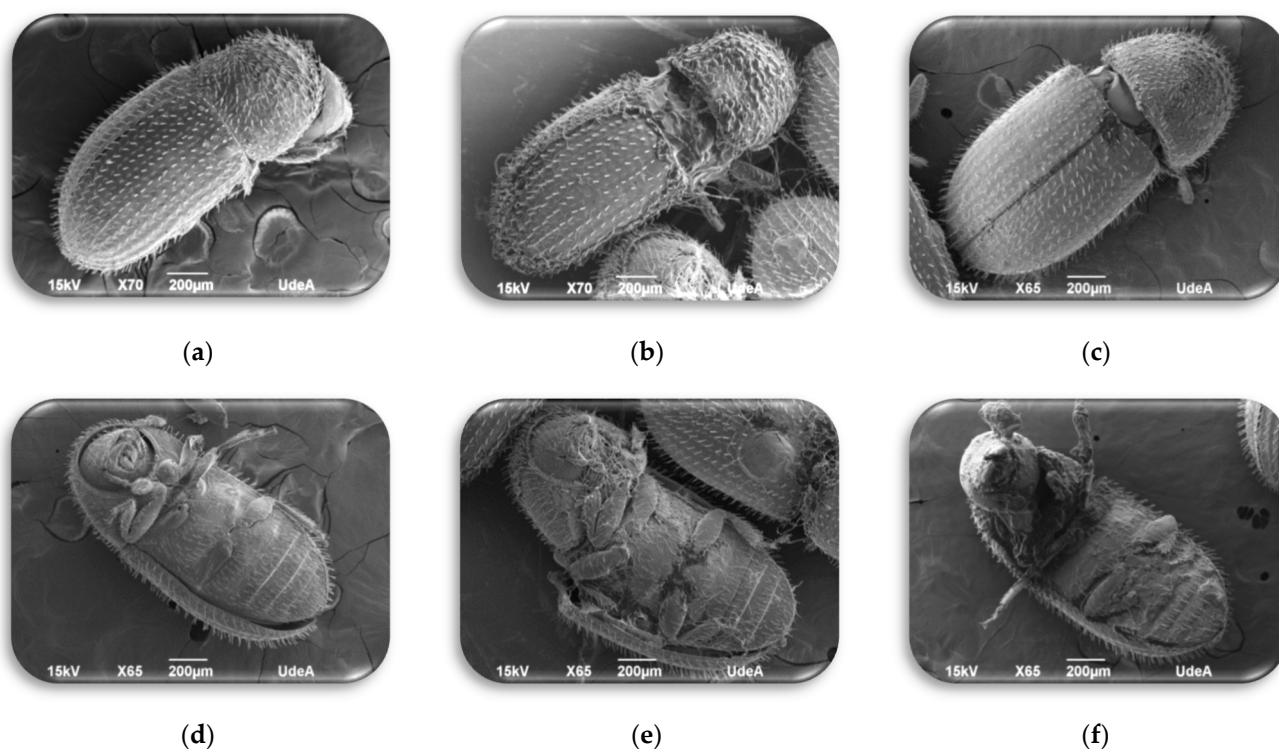 15kV X70 200μm UdeA
15kV X70 200μm UdeA
15kV X65 200μm UdeA
(a)
(b)
(c)
15kV X65 200μm UdeA
15kV X65 200μm UdeA
15kV X65 200μm UdeA
(d)
(e)
(f)